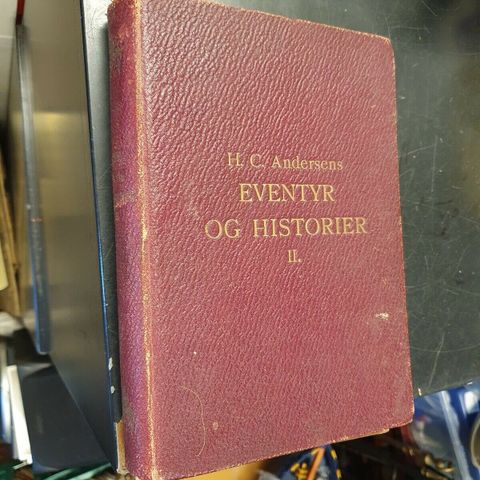 H. C. Andersens
EVENTYR
OG HISTORIER
II.